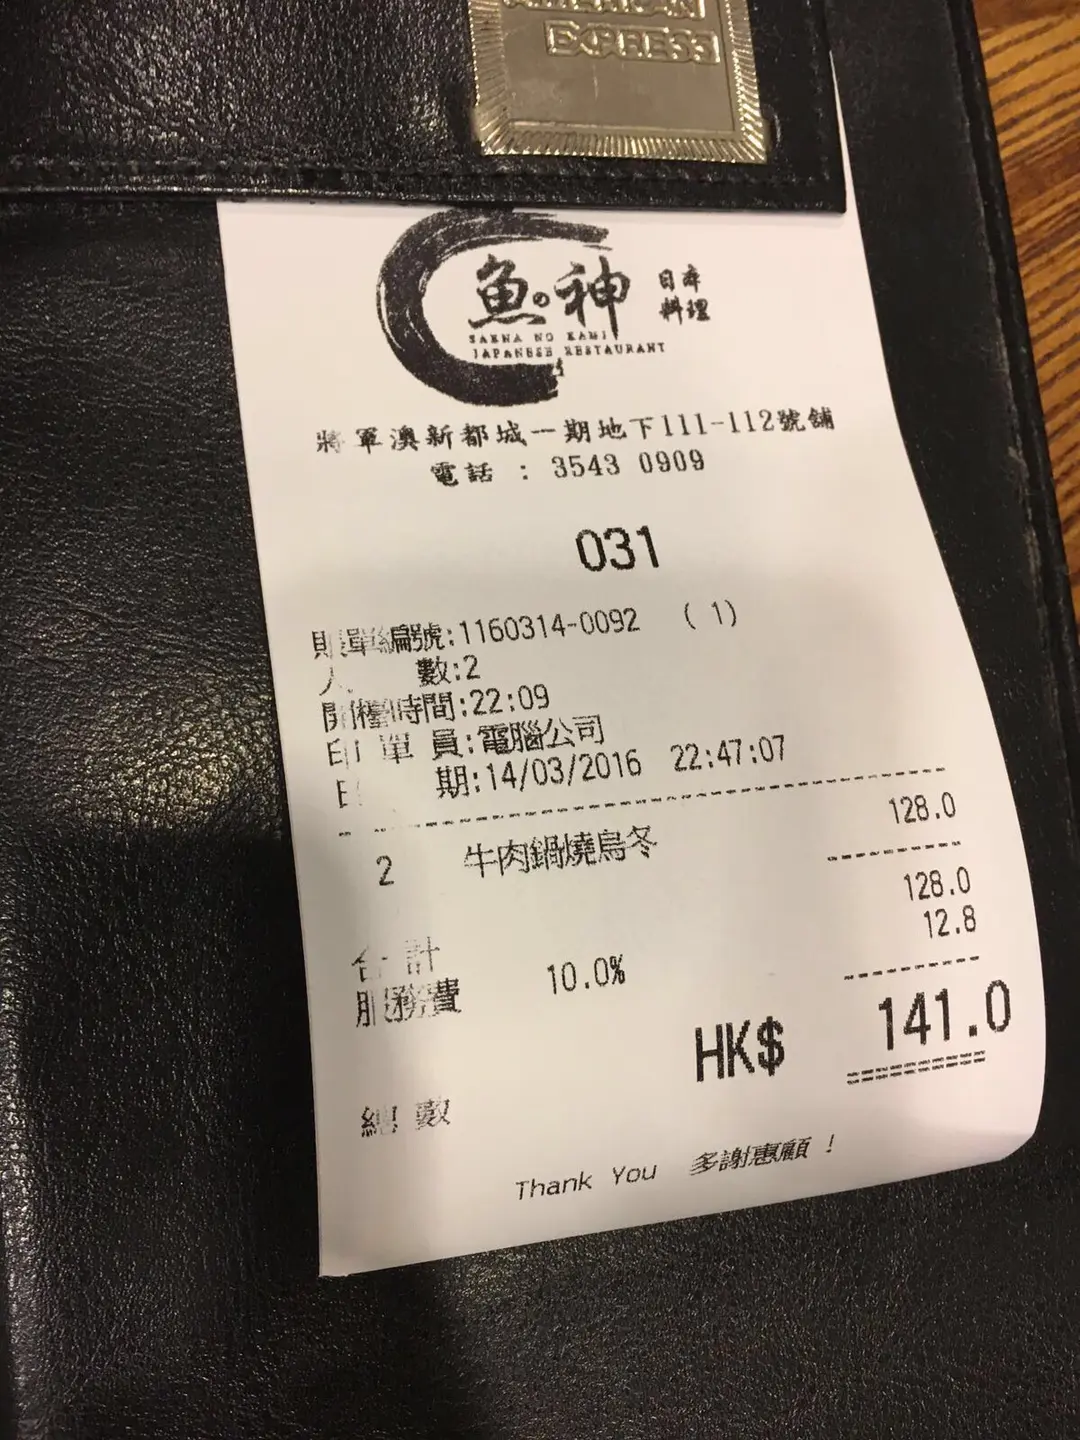 AMERICAN
EXPRESS
魚の神 日本
料理
SAKNA NO KAMI
JAPANESE RESTAURANT
將軍澳新都城一期地下111-112號舖
電話 : 3543 0909
031
賬單編號:1160314-0092 (1)
人 數:2
開檯時間:22:09
印單員:電腦公司
日 期:14/03/2016 22:47:07
2 牛肉鍋燒烏冬 128.0
合計 128.0
服務費 10.0% 12.8
總數 HK$ 141.0
Thank You 多謝惠顧 !